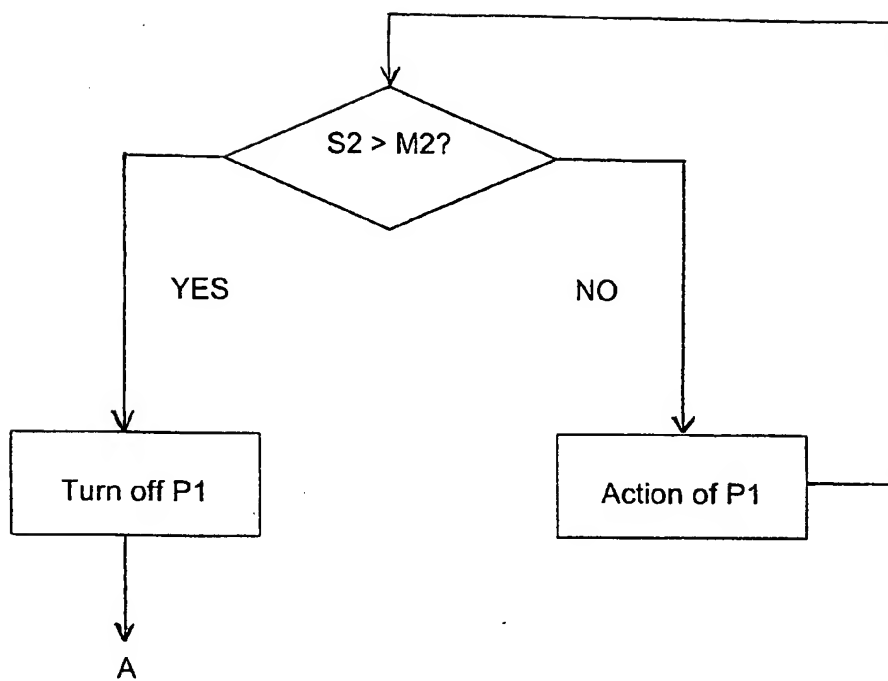 S2 > M2?
YES
NO
Turn off P1
Action of P1
A